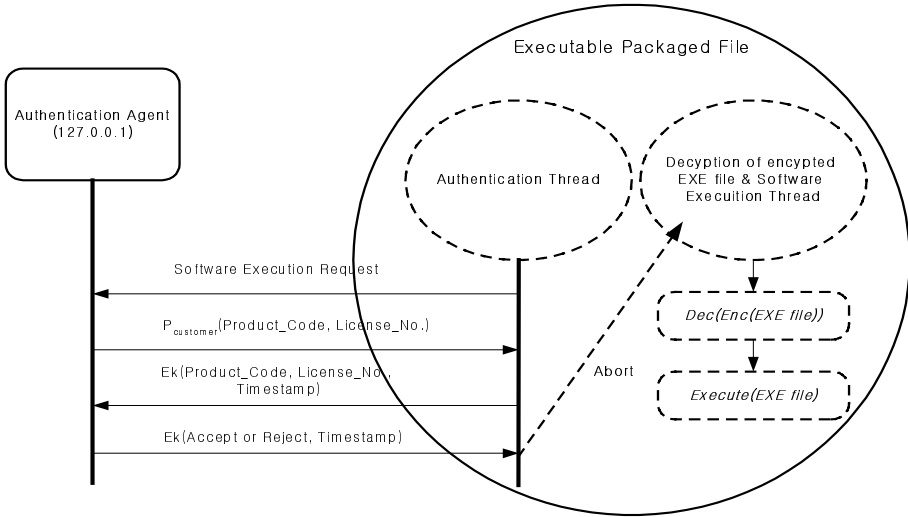 Executable Packaged File
Authentication Agent
(127.0.0.1)
Authentication Thread
Decyption of encypted
EXE file & Software
Execuition Thread
Software Execution Request
Pcustomer(Product_Code, License_No.)
Ek(Product_Code, License_No.,
Timestamp)
Ek(Accept or Reject, Timestamp)
Abort
Dec(Enc(EXE file))
Execute(EXE file)